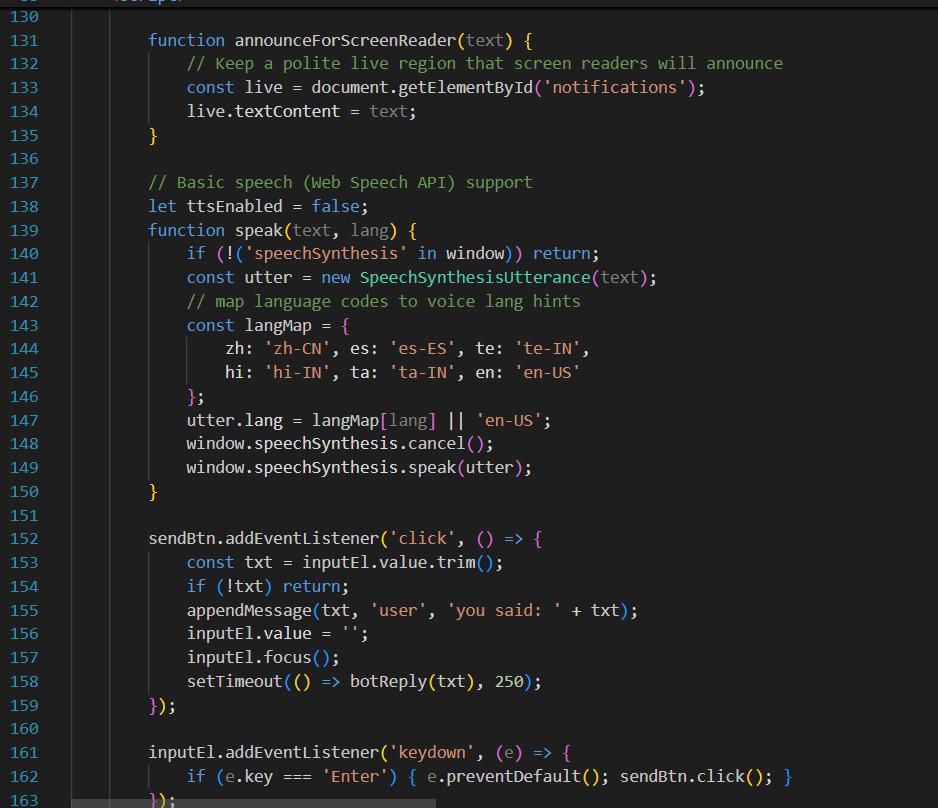 130
131 function announceForScreenReader(text) {
132 // Keep a polite live region that screen readers will announce
133 const live = document.getElementById('notifications');
134 live.textContent = text;
135 }
136
137 // Basic speech (Web Speech API) support
138 let ttsEnabled = false;
139 function speak(text, lang) {
140 if (!('speechSynthesis' in window)) return;
141 const utter = new SpeechSynthesisUtterance(text);
142 // map language codes to voice lang hints
143 const langMap = {
144 zh: 'zh-CN', es: 'es-ES', te: 'te-IN',
145 hi: 'hi-IN', ta: 'ta-IN', en: 'en-US'
146 };
147 utter.lang = langMap[lang] || 'en-US';
148 window.speechSynthesis.cancel();
149 window.speechSynthesis.speak(utter);
150 }
151
152 sendBtn.addEventListener('click', () => {
153 const txt = inputEl.value.trim();
154 if (!txt) return;
155 appendMessage(txt, 'user', 'you said: ' + txt);
156 inputEl.value = '';
157 inputEl.focus();
158 setTimeout(() => botReply(txt), 250);
159 });
160
161 inputEl.addEventListener('keydown', (e) => {
162 if (e.key === 'Enter') { e.preventDefault(); sendBtn.click(); }
163 });